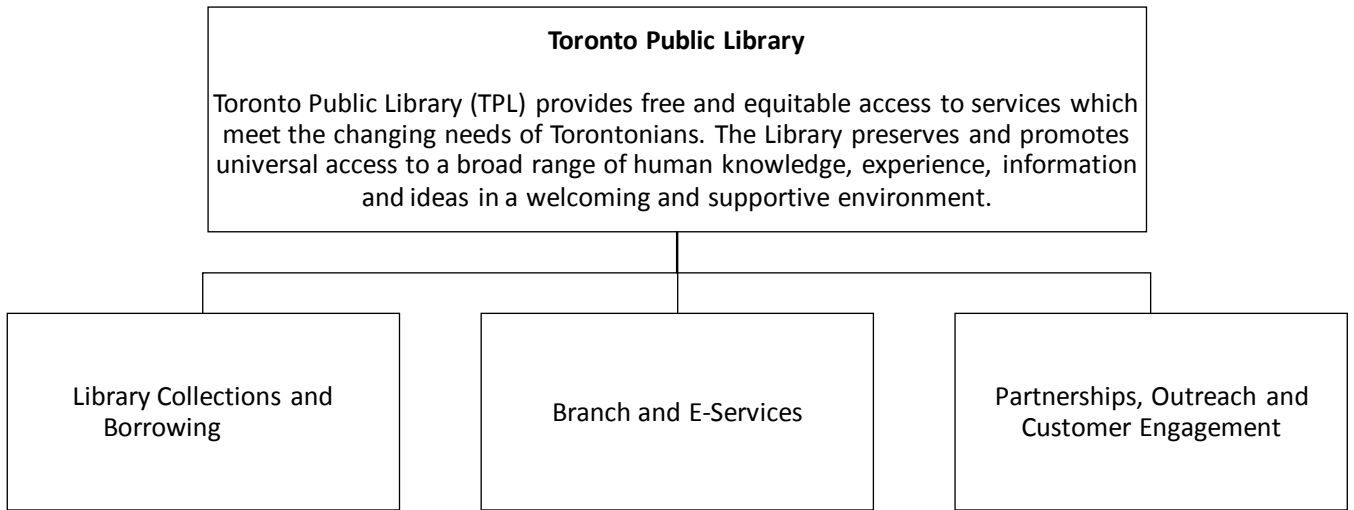 Toronto Public Library
Toronto Public Library (TPL) provides free and equitable access to services which
meet the changing needs of Torontonians. The Library preserves and promotes
universal access to a broad range of human knowledge, experience, information
and ideas in a welcoming and supportive environment.
Library Collections and
Borrowing
Branch and E-Services
Partnerships, Outreach and
Customer Engagement